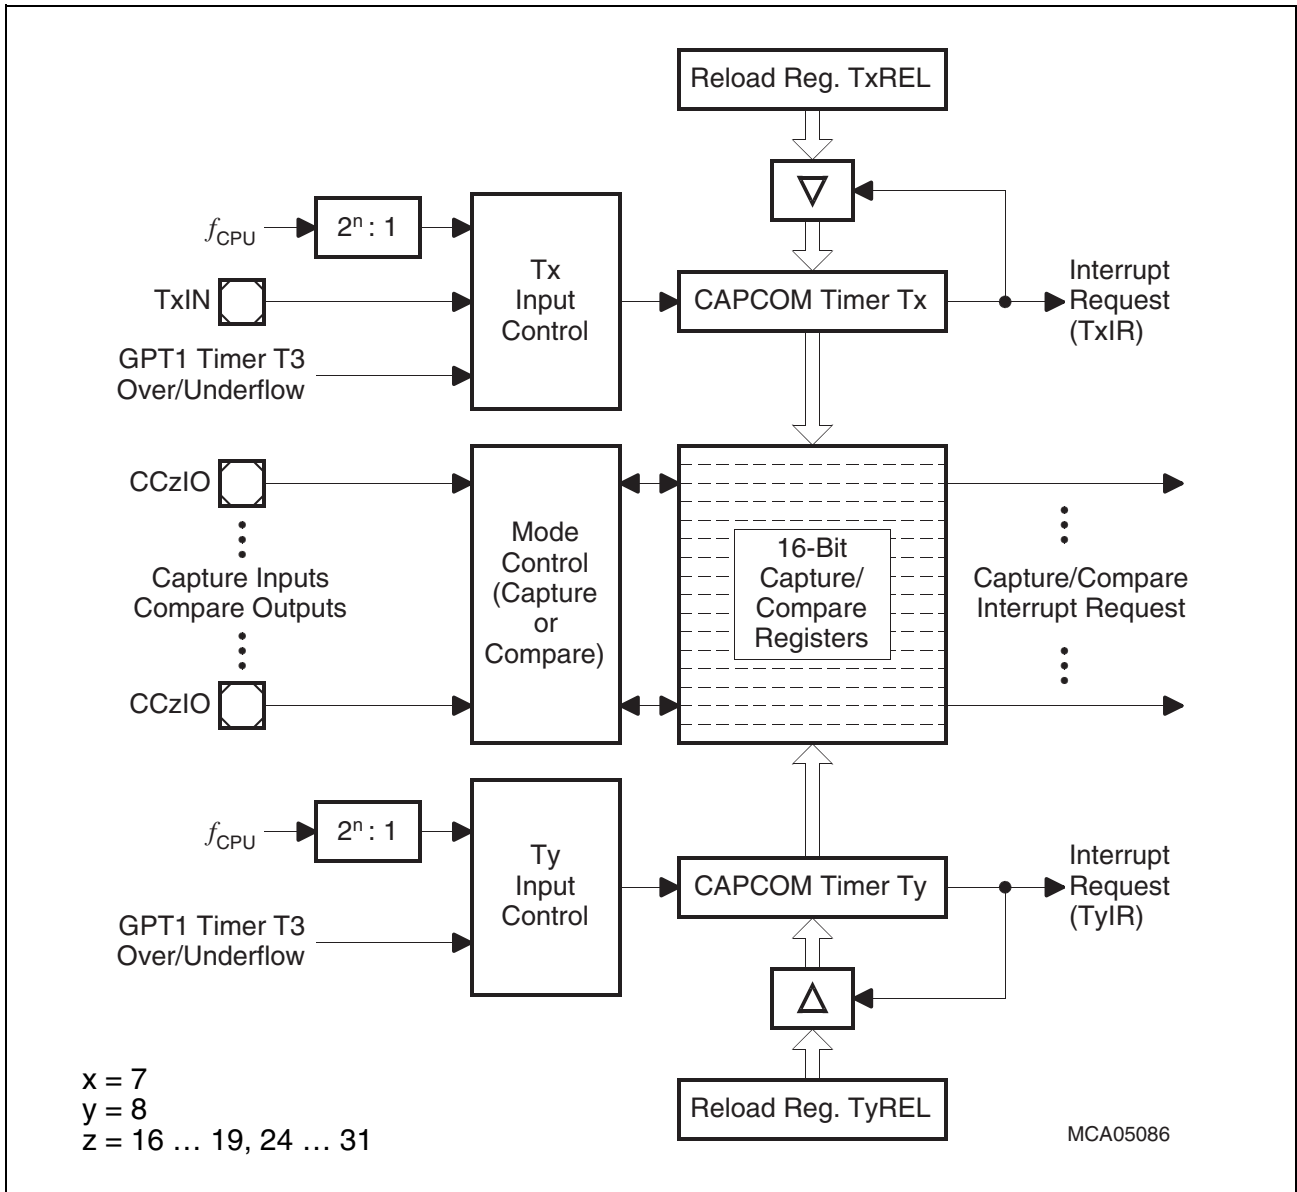 Reload Reg. TxREL
fCPU
2ⁿ : 1
TxIN
GPT1 Timer T3
Over/Underflow
Tx
Input
Control
CAPCOM Timer Tx
Interrupt
Request
(TxIR)
CCzIO
Capture Inputs
Compare Outputs
CCzIO
Mode
Control
(Capture
or
Compare)
16-Bit
Capture/
Compare
Registers
Capture/Compare
Interrupt Request
fCPU
2ⁿ : 1
GPT1 Timer T3
Over/Underflow
Ty
Input
Control
CAPCOM Timer Ty
Interrupt
Request
(TyIR)
Reload Reg. TyREL
x = 7
y = 8
z = 16 … 19, 24 … 31
MCA05086